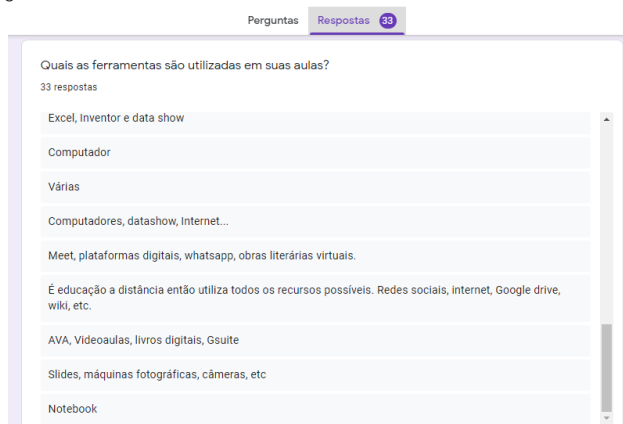 Perguntas Respostas 33
Quais as ferramentas são utilizadas em suas aulas?
33 respostas
Excel, Inventor e data show
Computador
Várias
Computadores, datashow, Internet...
Meet, plataformas digitais, whatsapp, obras literárias virtuais.
É educação a distância então utiliza todos os recursos possíveis. Redes sociais, internet, Google drive,
wiki, etc.
AVA, Videoaulas, livros digitais, Gsuite
Slides, máquinas fotográficas, câmeras, etc
Notebook